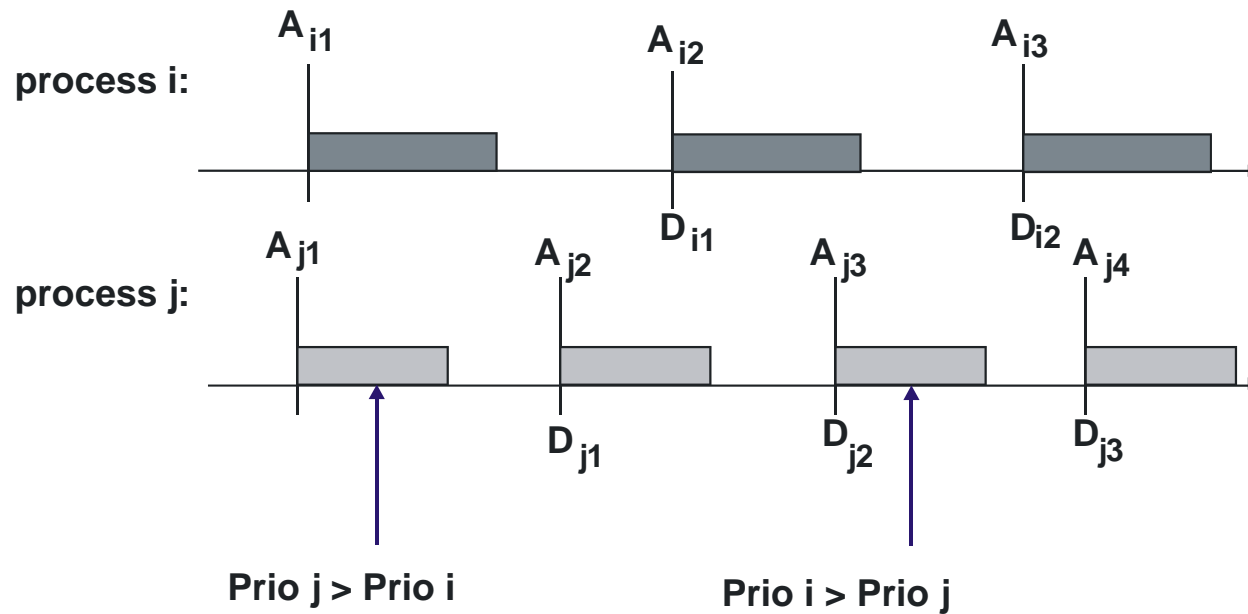 A i1
A i2
A i3
process i:
D i1
D i2
A j1
A j2
A j3
A j4
process j:
D j1
D j2
D j3
Prio j > Prio i
Prio i > Prio j